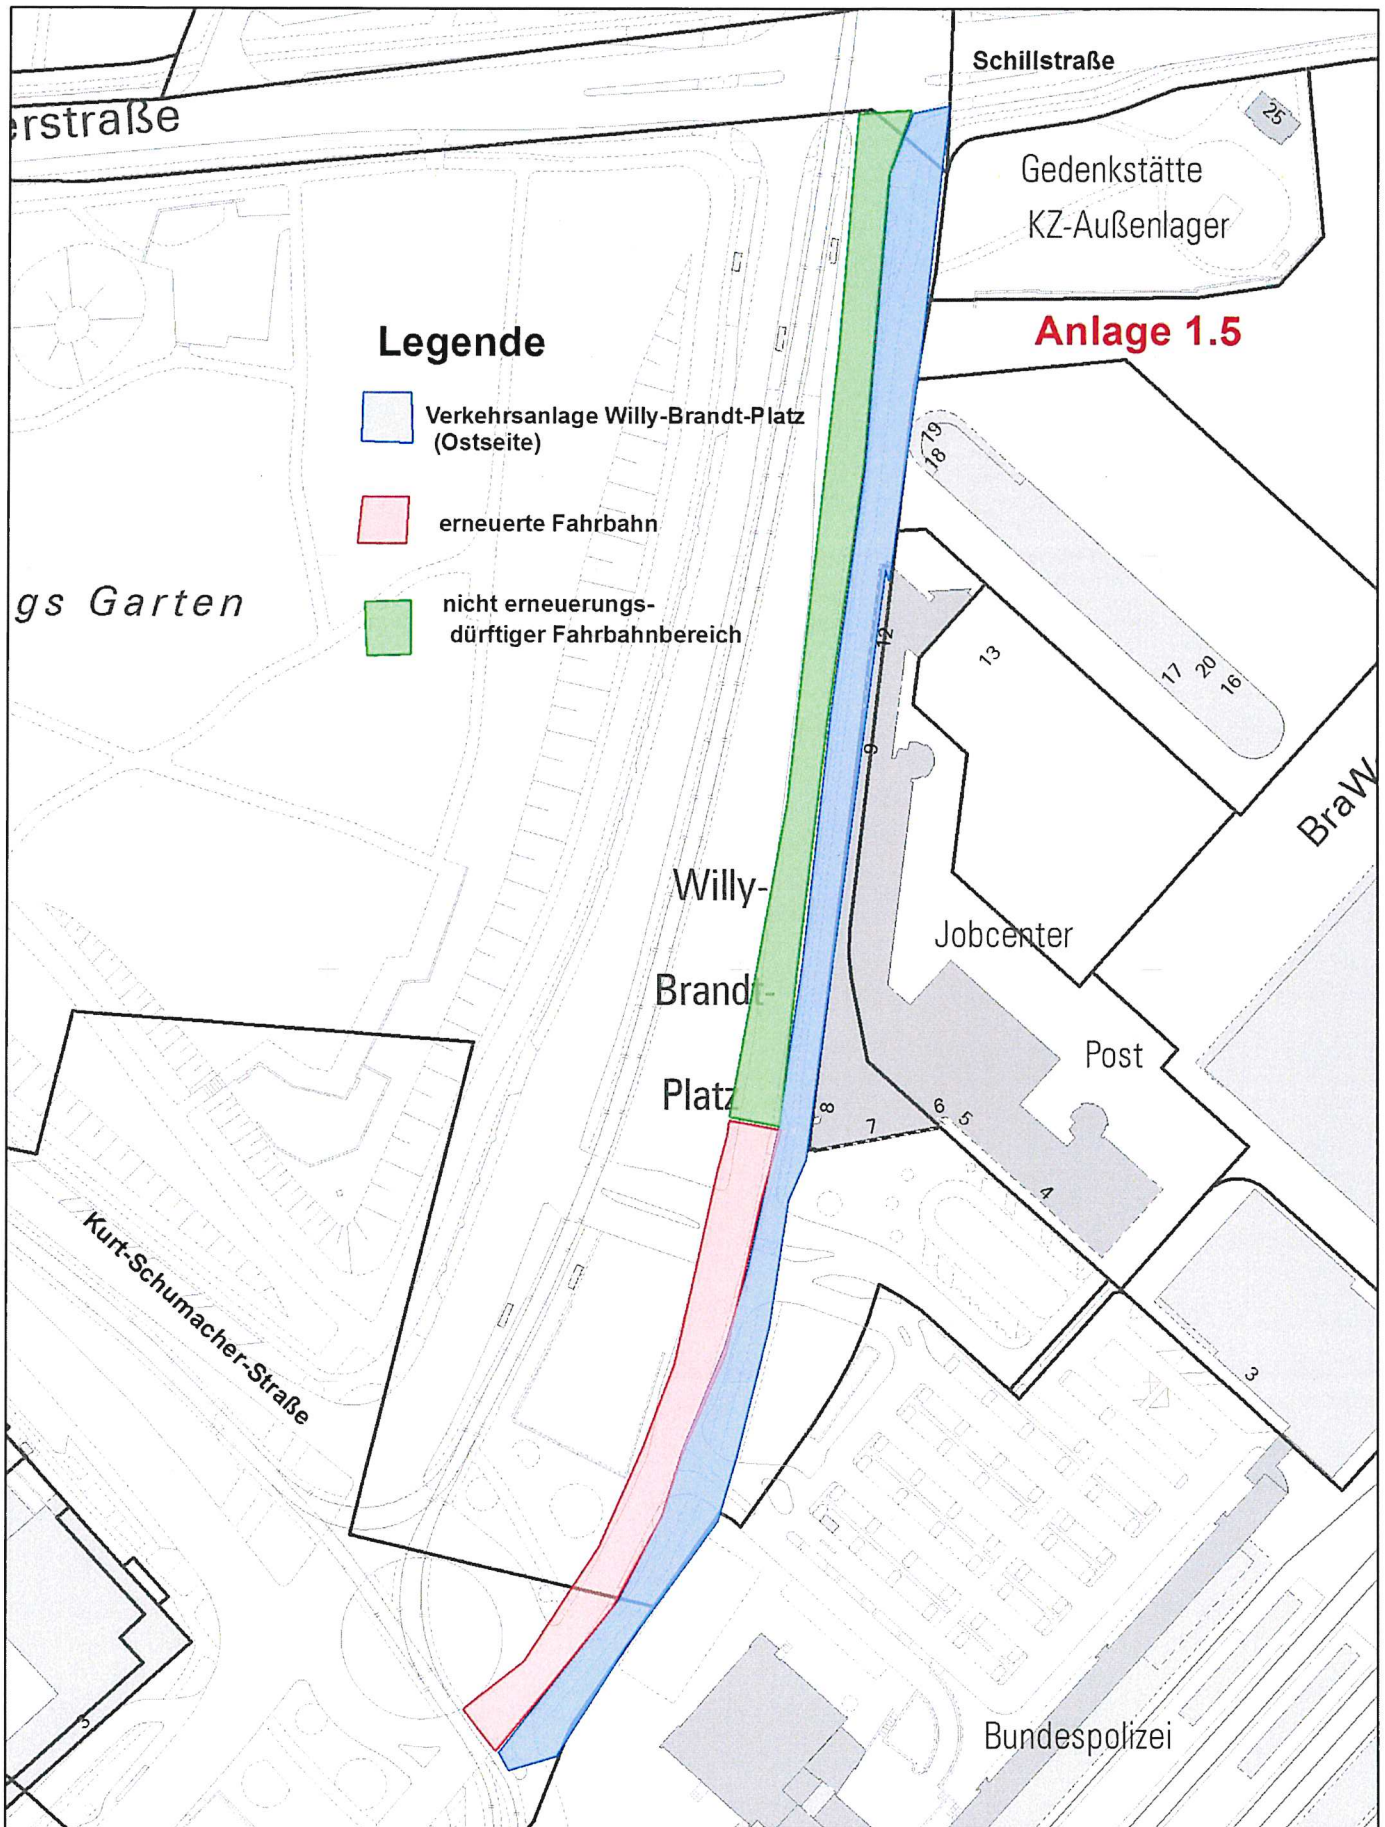 Schillstraße
erstraße
25
Gedenkstätte
KZ-Außenlager
Anlage 1.5
Legende
Verkehrsanlage Willy-Brandt-Platz
(Ostseite)
erneuerte Fahrbahn
nicht erneuerungs-
dürftiger Fahrbahnbereich
gs Garten
19
18
12
13
17
20
16
9
BraW
Willy-
Brandt-
Platz
Jobcenter
Post
8
7
6
5
4
3
Kurt-Schumacher-Straße
Bundespolizei